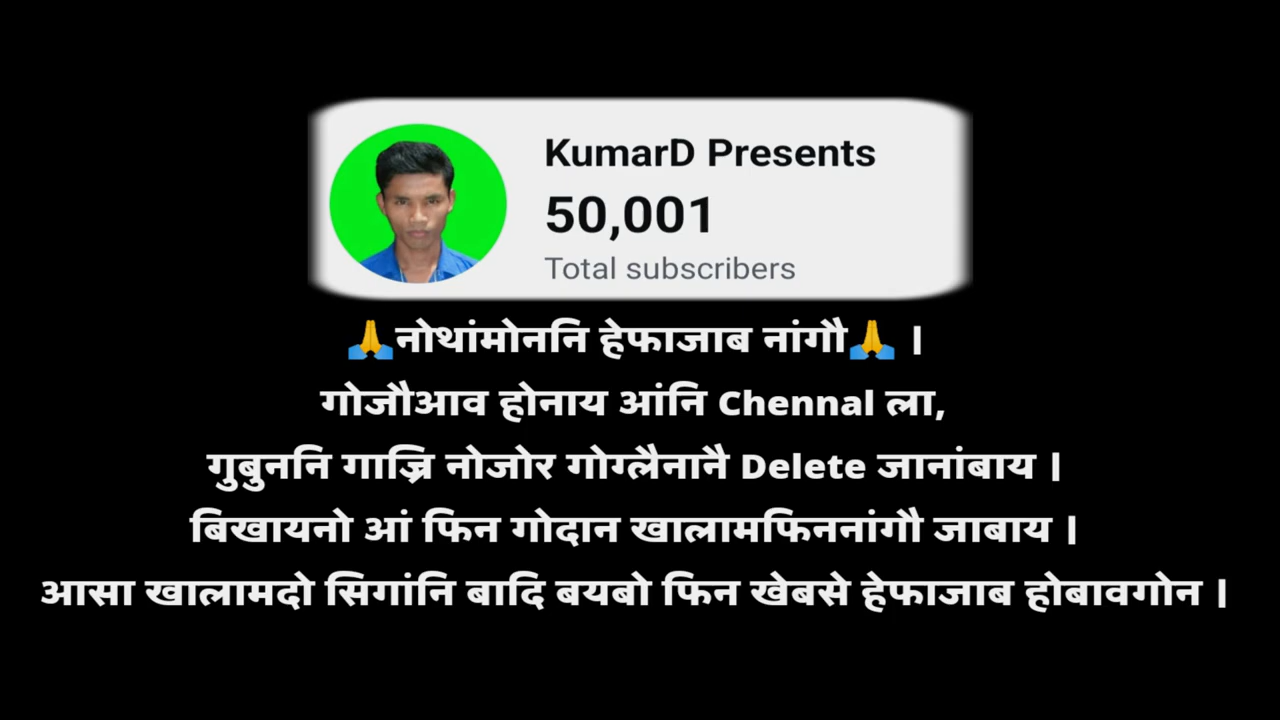 KumarD Presents
50,001
Total subscribers
🙏नोथांमोननि हेफाजाब नांगौ🙏 ।
गोजौआव होनाय आंनि Chennal ला,
गुबुननि गाज्रि नोजोर गोग्लैनानै Delete जानांबाय ।
बिखायनो आं फिन गोदान खालामफिननांगौ जाबाय ।
आसा खालामदो सिगांनि बादि बयबो फिन खेबसे हेफाजाब होबावगोन ।